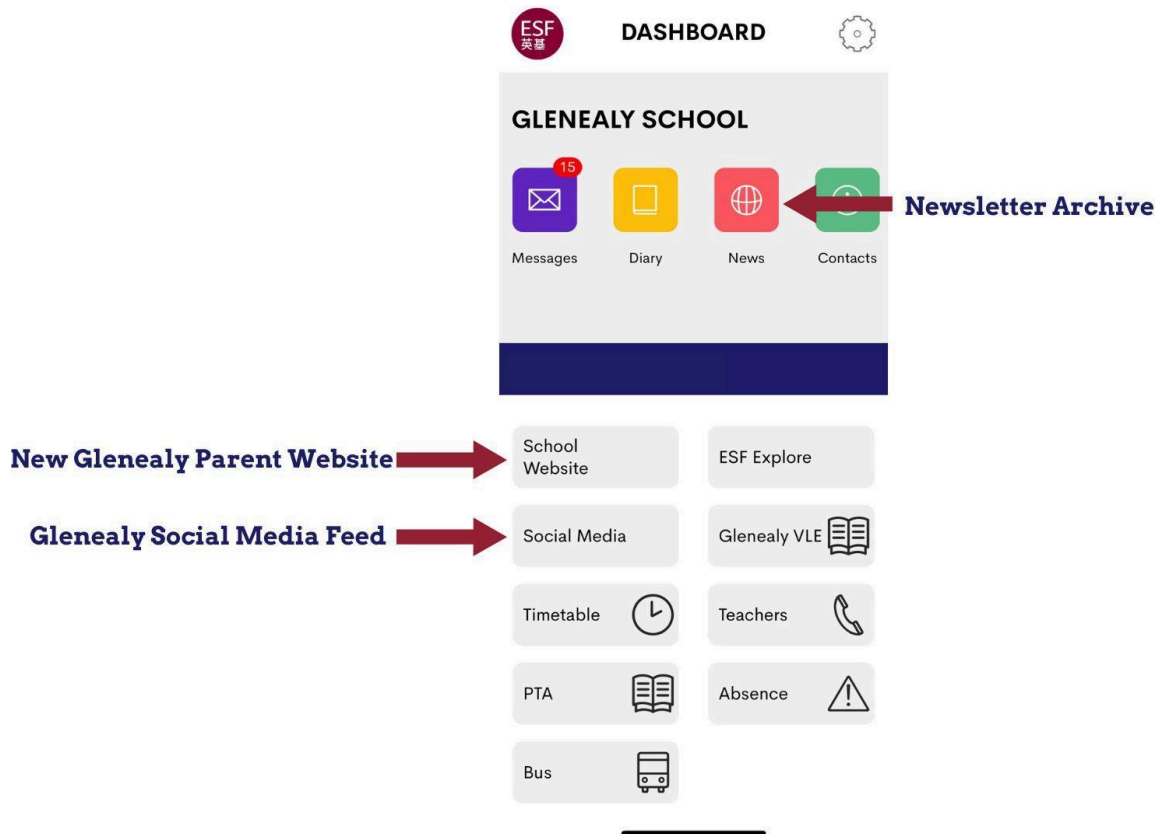 ESF
英基
DASHBOARD
GLENEALY SCHOOL
15
Messages
Diary
News
Contacts
Newsletter Archive
New Glenealy Parent Website
School
Website
ESF Explore
Glenealy Social Media Feed
Social Media
Glenealy VLE
Timetable
Teachers
PTA
Absence
Bus